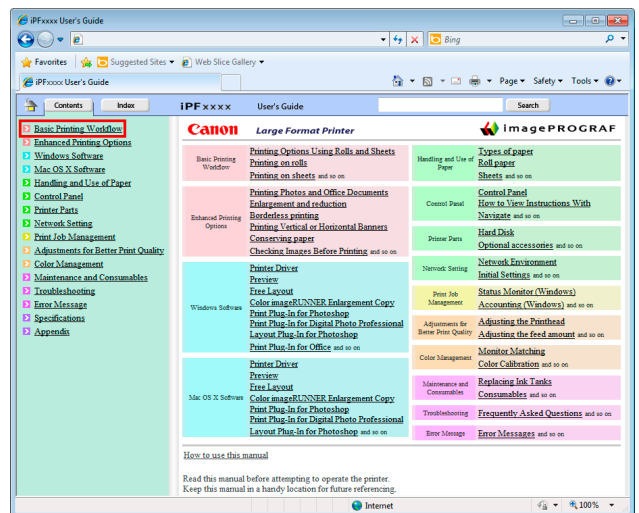 iPFxxxx User's Guide
Bing
Favorites Suggested Sites Web Slice Gallery
iPFxxxx User's Guide Page Safety Tools
Contents Index iPFxxxx User's Guide Search
Basic Printing Workflow
Enhanced Printing Options
Windows Software
Mac OS X Software
Handling and Use of Paper
Control Panel
Printer Parts
Network Setting
Print Job Management
Adjustments for Better Print Quality
Color Management
Maintenance and Consumables
Troubleshooting
Error Message
Specifications
Appendix
Canon Large Format Printer imagePROGRAF
Basic Printing
Workflow
Printing Options Using Rolls and Sheets
Printing on rolls
Printing on sheets and so on
Enhanced Printing
Options
Printing Photos and Office Documents
Enlargement and reduction
Borderless printing
Printing Vertical or Horizontal Banners
Conserving paper
Checking Images Before Printing and so on
Windows Software
Printer Driver
Preview
Free Layout
Color imageRUNNER Enlargement Copy
Print Plug-In for Photoshop
Print Plug-In for Digital Photo Professional
Layout Plug-In for Photoshop
Print Plug-In for Office and so on
Mac OS X Software
Printer Driver
Preview
Free Layout
Color imageRUNNER Enlargement Copy
Print Plug-In for Photoshop
Print Plug-In for Digital Photo Professional
Layout Plug-In for Photoshop and so on
Handling and Use of
Paper
Types of paper
Roll paper
Sheets and so on
Control Panel
Control Panel
How to View Instructions With
Navigate and so on
Printer Parts
Hard Disk
Optional accessories and so on
Network Setting
Network Environment
Initial Settings and so on
Print Job
Management
Status Monitor (Windows)
Accounting (Windows) and so on
Adjustments for
Better Print Quality
Adjusting the Printhead
Adjusting the feed amount and so on
Color Management
Monitor Matching
Color Calibration and so on
Maintenance and
Consumables
Replacing Ink Tanks
Consumables and so on
Troubleshooting
Frequently Asked Questions and so on
Error Message
Error Messages and so on
How to use this manual
Read this manual before attempting to operate the printer.
Keep this manual in a handy location for future referencing.
Internet 100%